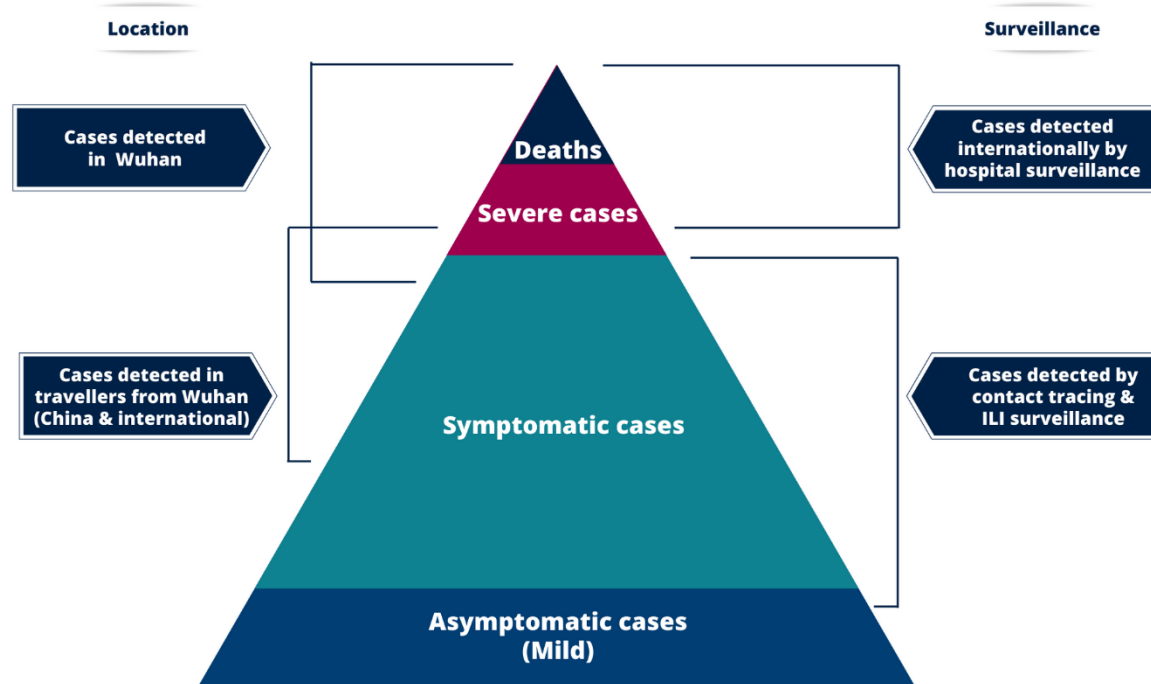 Location
Surveillance
Cases detected
in Wuhan
Deaths
Cases detected
internationally by
hospital surveillance
Severe cases
Cases detected in
travellers from Wuhan
(China & international)
Symptomatic cases
Cases detected by
contact tracing &
ILI surveillance
Asymptomatic cases
(Mild)